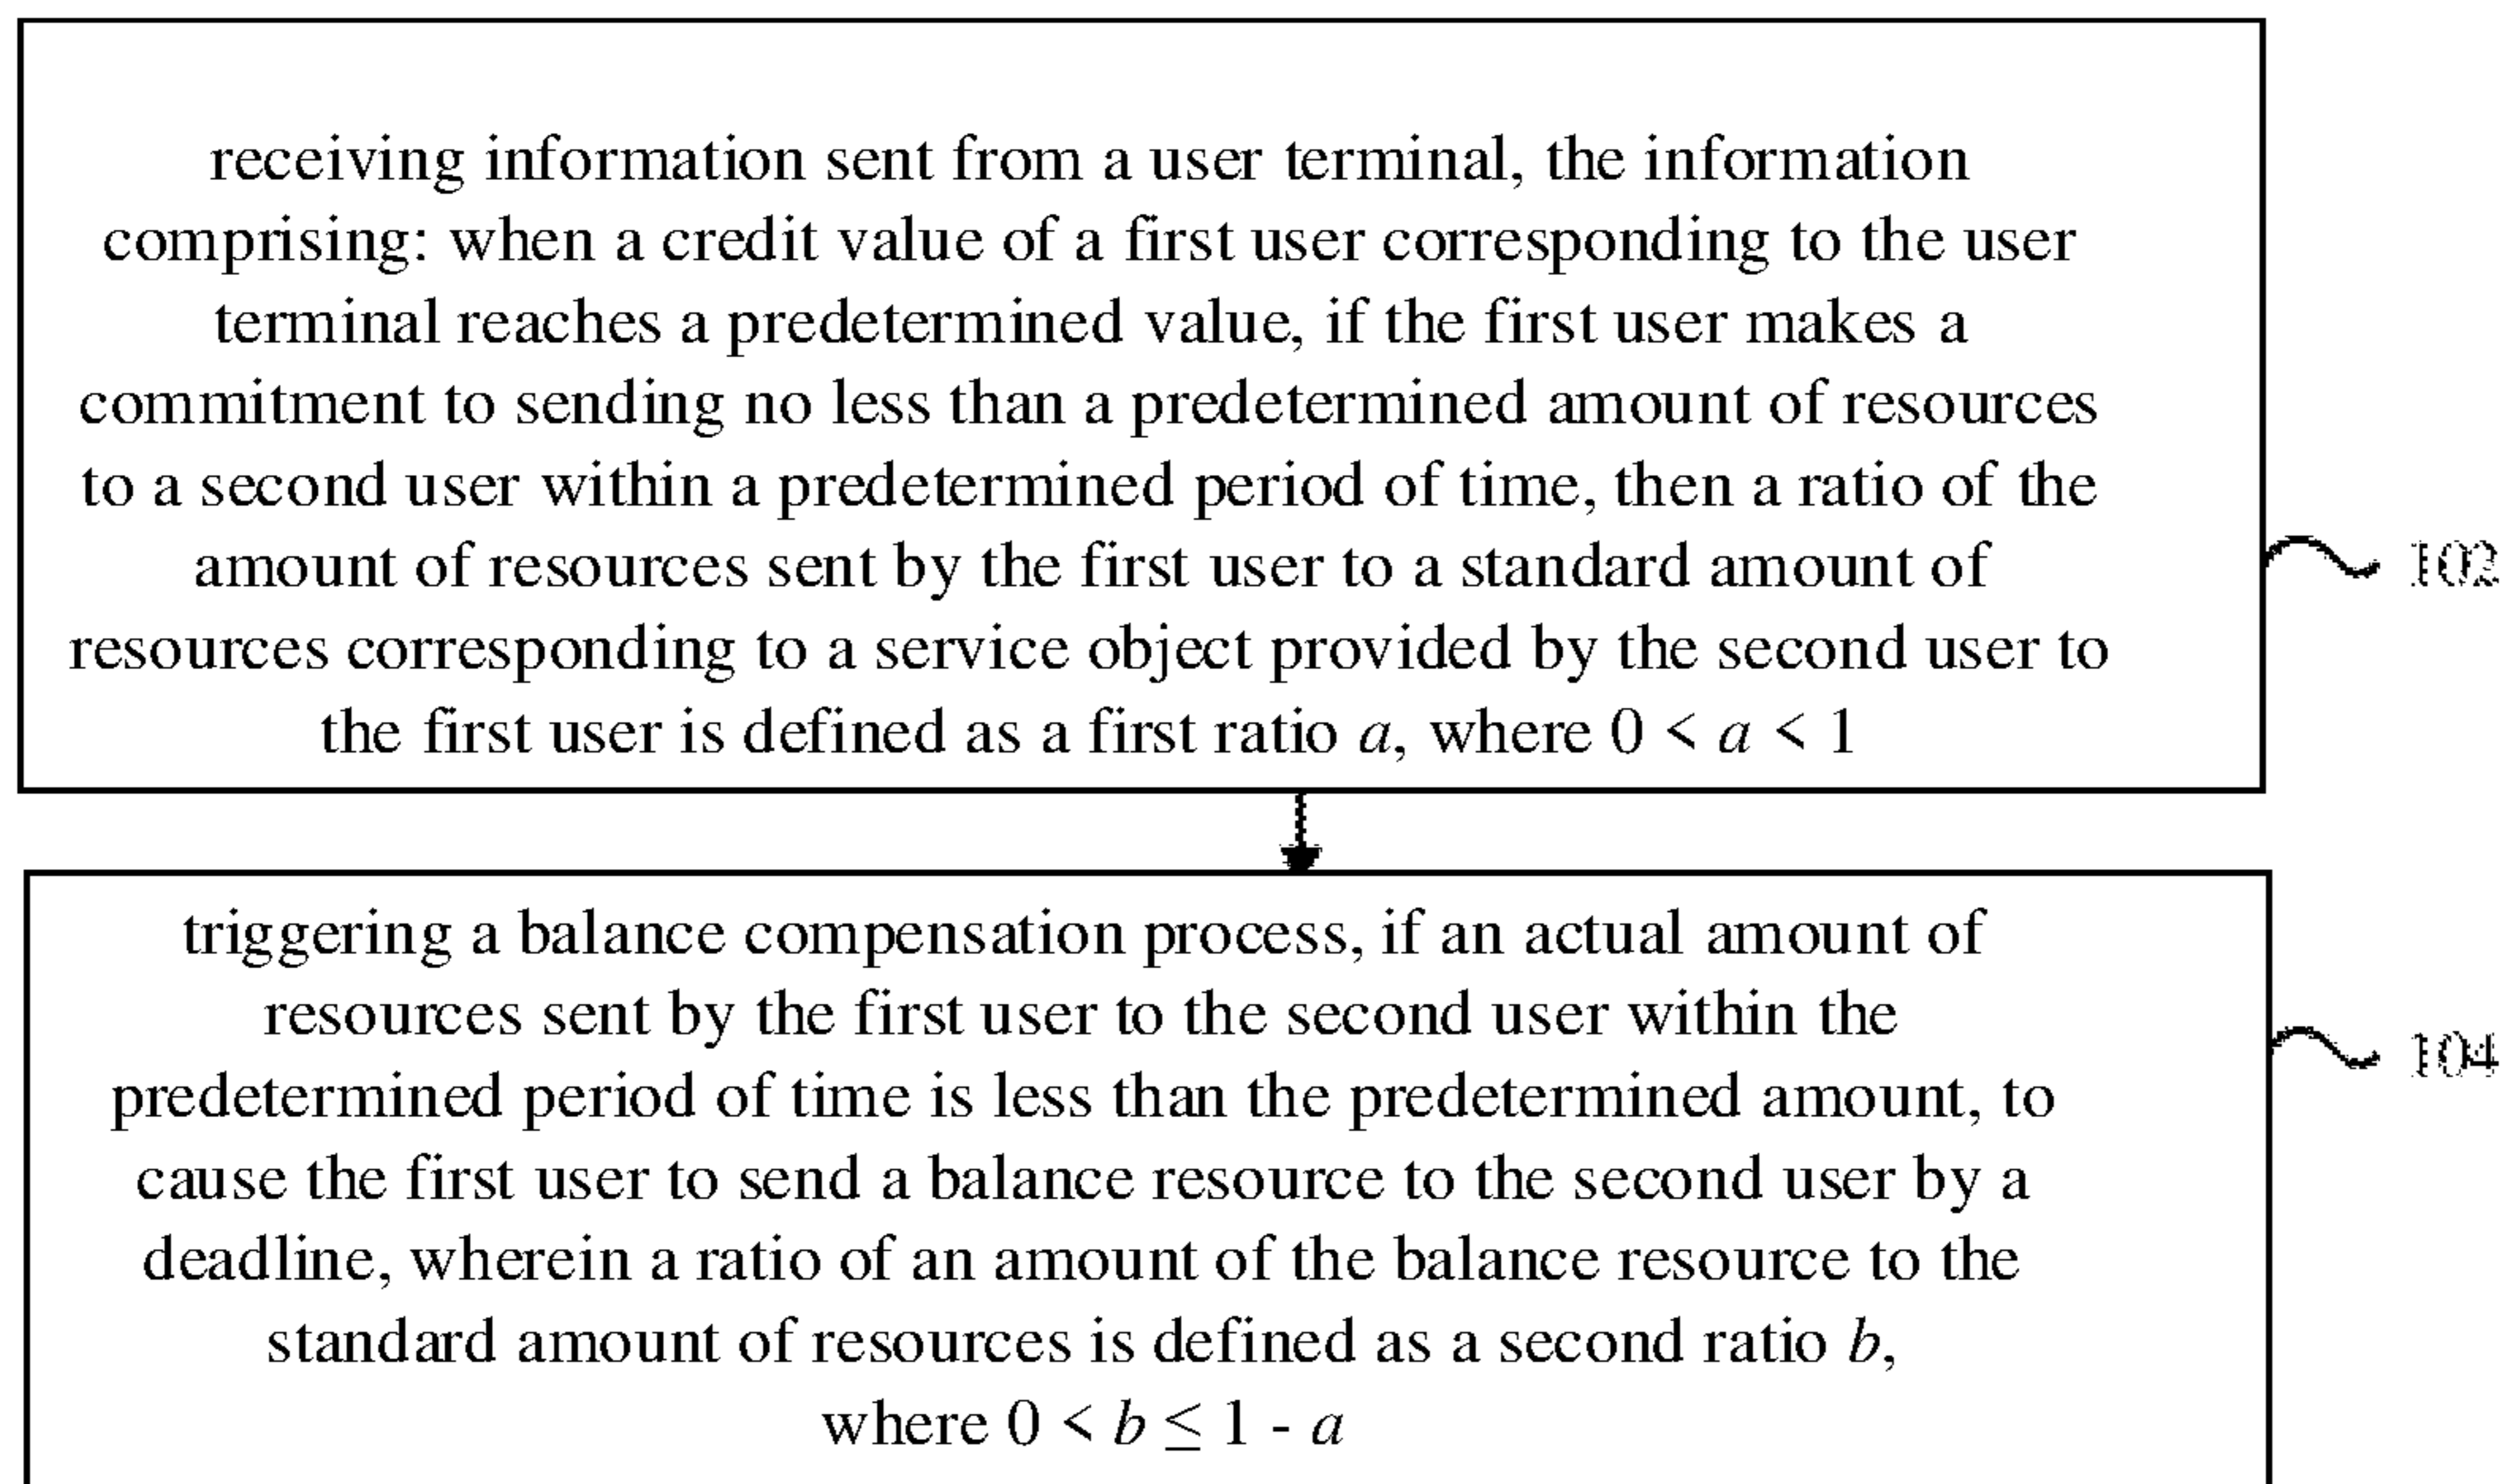 receiving information sent from a user terminal, the information
comprising: when a credit value of a first user corresponding to the user
terminal reaches a predetermined value, if the first user makes a
commitment to sending no less than a predetermined amount of resources
to a second user within a predetermined period of time, then a ratio of the
amount of resources sent by the first user to a standard amount of
102
resources corresponding to a service object provided by the second user to
the first user is defined as a first ratio a, where 0 < a < 1
triggering a balance compensation process, if an actual amount of
resources sent by the first user to the second user within the
104
predetermined period of time is less than the predetermined amount, to
cause the first user to send a balance resource to the second user by a
deadline, wherein a ratio of an amount of the balance resource to the
standard amount of resources is defined as a second ratio b,
where 0 < b ≤ 1 - a